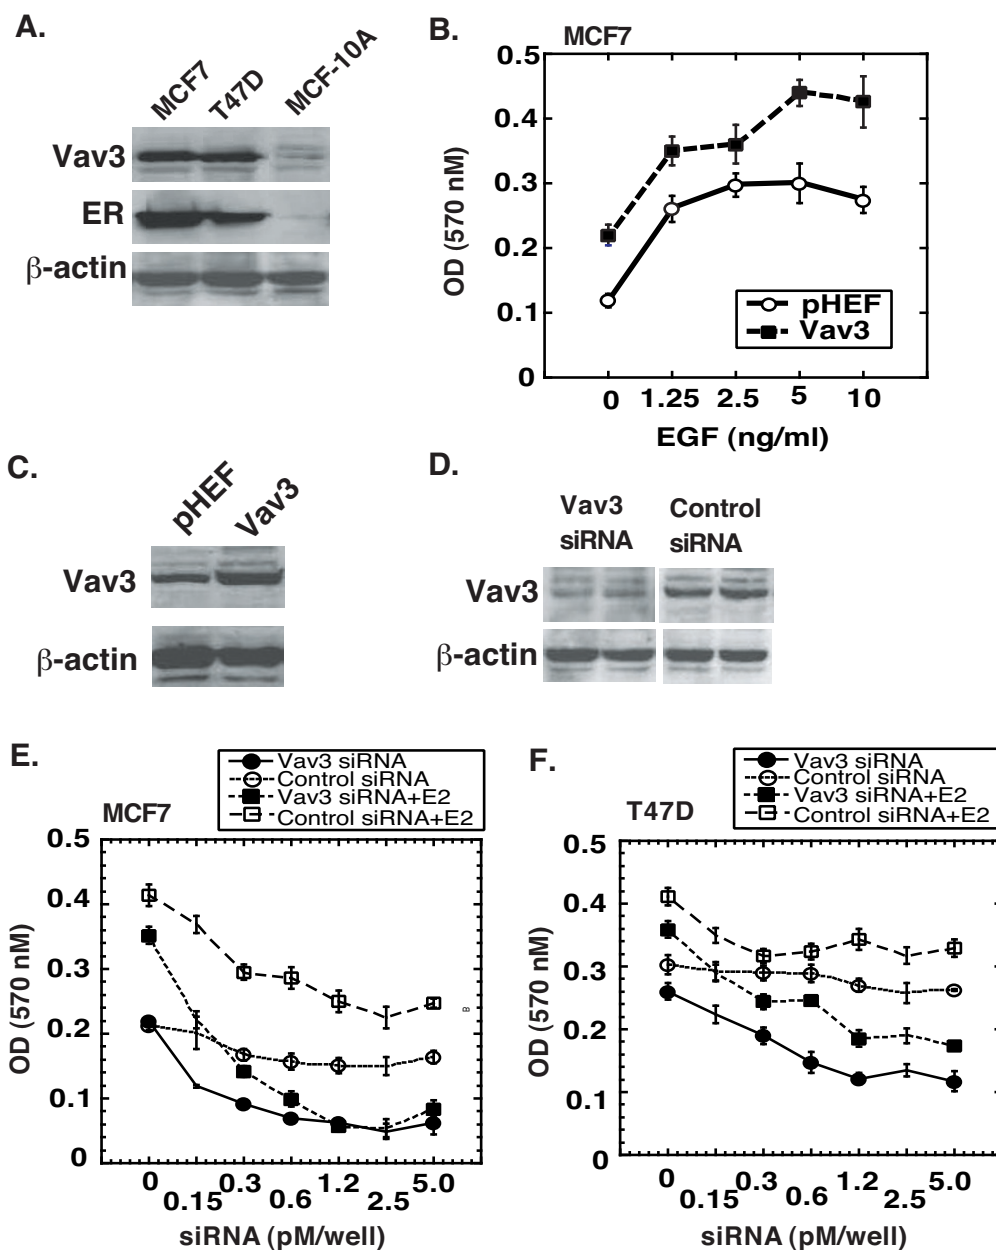 A.
MCF7
T47D
MCF-10A
Vav3
ER
β-actin
B.
MCF7
0.5
0.4
0.3
0.2
0.1
0
OD (570 nM)
pHEF
Vav3
0
1.25
2.5
5
10
EGF (ng/ml)
C.
pHEF
Vav3
Vav3
β-actin
D.
Vav3
siRNA
Control
siRNA
Vav3
β-actin
E.
Vav3 siRNA
Control siRNA
Vav3 siRNA+E2
Control siRNA+E2
MCF7
0.5
0.4
0.3
0.2
0.1
0
OD (570 nM)
0
0.15
0.3
0.6
1.2
2.5
5.0
siRNA (pM/well)
F.
Vav3 siRNA
Control siRNA
Vav3 siRNA+E2
Control siRNA+E2
T47D
0.5
0.4
0.3
0.2
0.1
0
OD (570 nM)
0
0.15
0.3
0.6
1.2
2.5
5.0
siRNA (pM/well)